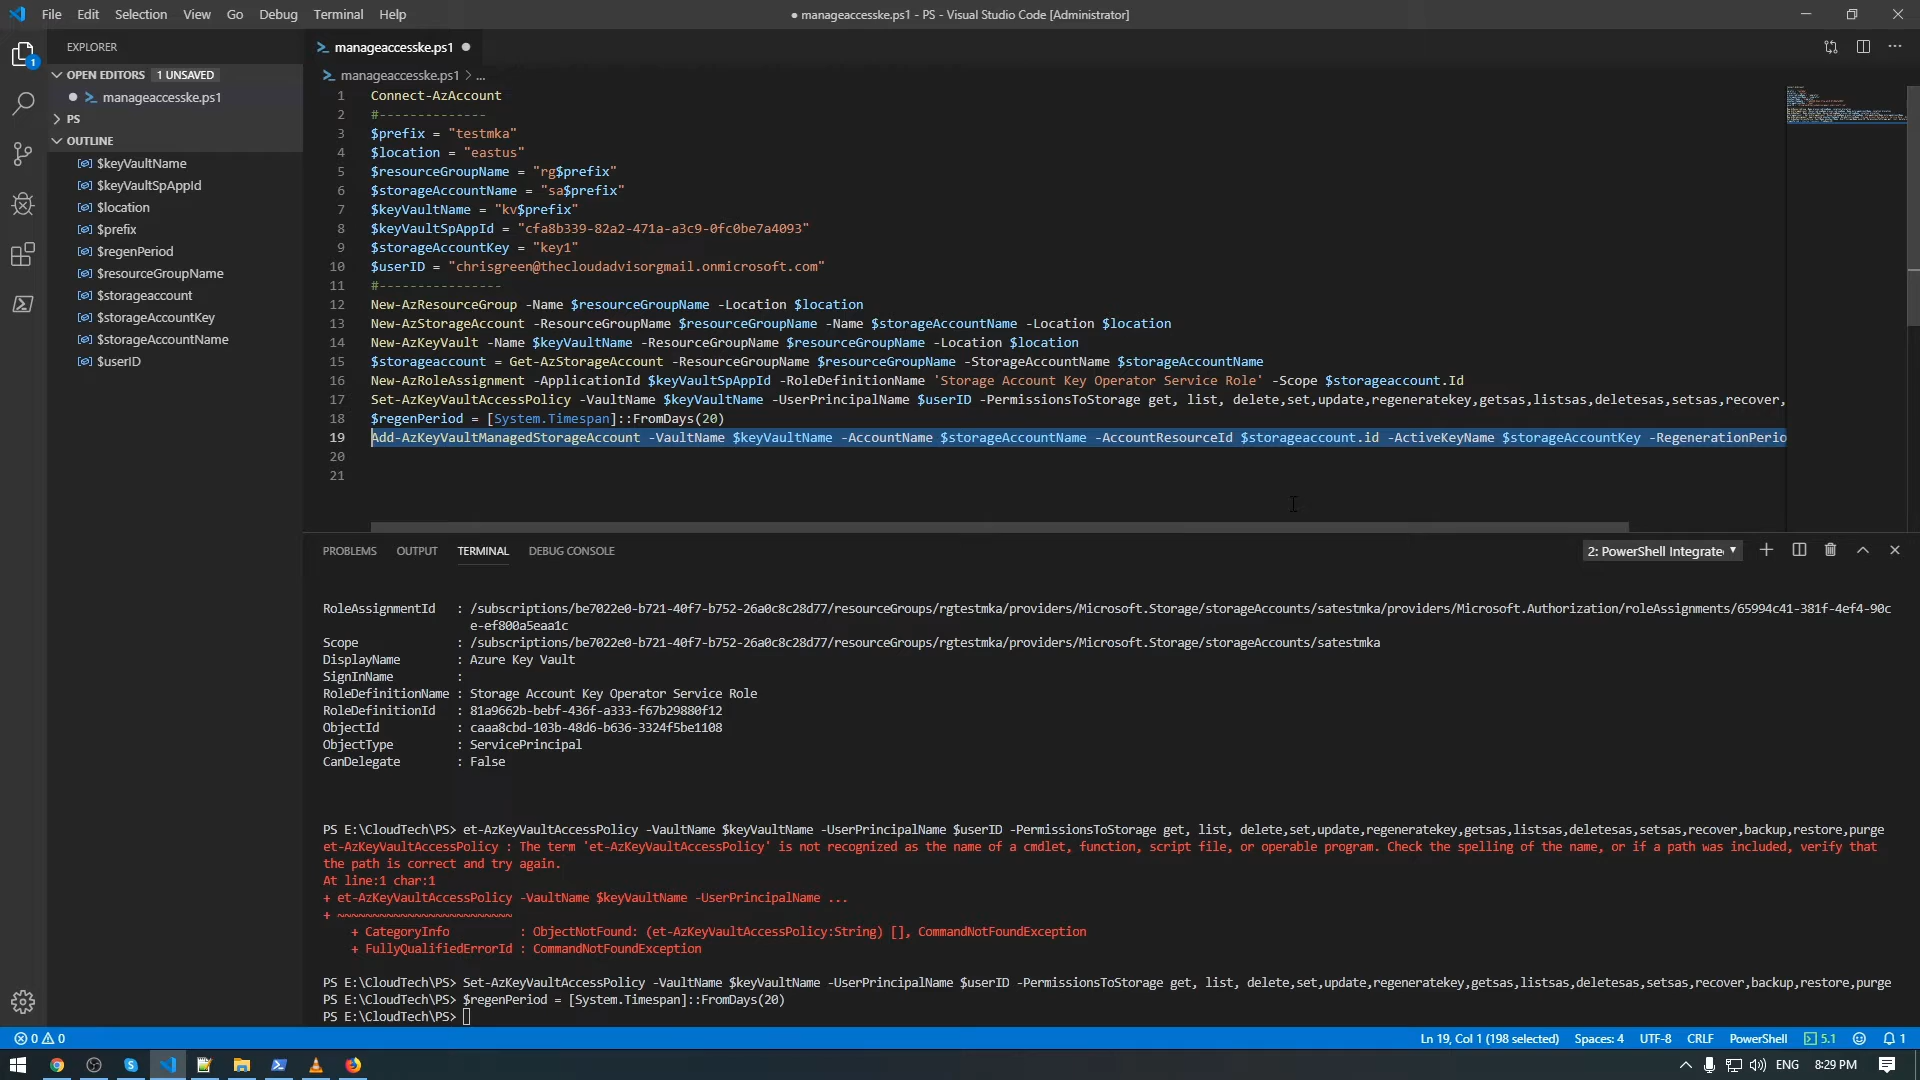 File Edit Selection View Go Debug Terminal Help
● manageaccesske.ps1 - PS - Visual Studio Code [Administrator]
EXPLORER
OPEN EDITORS 1 UNSAVED
manageaccesske.ps1
PS
OUTLINE
$keyVaultName
$keyVaultSpAppId
$location
$prefix
$regenPeriod
$resourceGroupName
$storageaccount
$storageAccountKey
$storageAccountName
$userID
1
manageaccesske.ps1
manageaccesske.ps1 > ...
1 Connect-AzAccount
2 #--------------
3 $prefix = "testmka"
4 $location = "eastus"
5 $resourceGroupName = "rg$prefix"
6 $storageAccountName = "sa$prefix"
7 $keyVaultName = "kv$prefix"
8 $keyVaultSpAppId = "cfa8b339-82a2-471a-a3c9-0fc0be7a4093"
9 $storageAccountKey = "key1"
10 $userID = "chrisgreen@thecloudadvisorgmail.onmicrosoft.com"
11 #----------------
12 New-AzResourceGroup -Name $resourceGroupName -Location $location
13 New-AzStorageAccount -ResourceGroupName $resourceGroupName -Name $storageAccountName -Location $location
14 New-AzKeyVault -Name $keyVaultName -ResourceGroupName $resourceGroupName -Location $location
15 $storageaccount = Get-AzStorageAccount -ResourceGroupName $resourceGroupName -StorageAccountName $storageAccountName
16 New-AzRoleAssignment -ApplicationId $keyVaultSpAppId -RoleDefinitionName 'Storage Account Key Operator Service Role' -Scope $storageaccount.Id
17 Set-AzKeyVaultAccessPolicy -VaultName $keyVaultName -UserPrincipalName $userID -PermissionsToStorage get, list, delete,set,update,regeneratekey,getsas,listsas,deletesas,setsas,recover,
18 $regenPeriod = [System.Timespan]::FromDays(20)
19 Add-AzKeyVaultManagedStorageAccount -VaultName $keyVaultName -AccountName $storageAccountName -AccountResourceId $storageaccount.id -ActiveKeyName $storageAccountKey -RegenerationPerio
20
21
PROBLEMS OUTPUT TERMINAL DEBUG CONSOLE
2: PowerShell Integrate
RoleAssignmentId : /subscriptions/be7022e0-b721-40f7-b752-26a0c8c28d77/resourceGroups/rgtestmka/providers/Microsoft.Storage/storageAccounts/satestmka/providers/Microsoft.Authorization/roleAssignments/65994c41-381f-4ef4-90c
e-ef800a5eaa1c
Scope : /subscriptions/be7022e0-b721-40f7-b752-26a0c8c28d77/resourceGroups/rgtestmka/providers/Microsoft.Storage/storageAccounts/satestmka
DisplayName : Azure Key Vault
SignInName :
RoleDefinitionName : Storage Account Key Operator Service Role
RoleDefinitionId : 81a9662b-bebf-436f-a333-f67b29880f12
ObjectId : caaa8cbd-103b-48d6-b636-3324f5be1108
ObjectType : ServicePrincipal
CanDelegate : False
PS E:\CloudTech\PS> et-AzKeyVaultAccessPolicy -VaultName $keyVaultName -UserPrincipalName $userID -PermissionsToStorage get, list, delete,set,update,regeneratekey,getsas,listsas,deletesas,setsas,recover,backup,restore,purge
et-AzKeyVaultAccessPolicy : The term 'et-AzKeyVaultAccessPolicy' is not recognized as the name of a cmdlet, function, script file, or operable program. Check the spelling of the name, or if a path was included, verify that
the path is correct and try again.
At line:1 char:1
+ et-AzKeyVaultAccessPolicy -VaultName $keyVaultName -UserPrincipalName ...
+ ~~~~~~~~~~~~~~~~~~~~~~~~~
+ CategoryInfo : ObjectNotFound: (et-AzKeyVaultAccessPolicy:String) [], CommandNotFoundException
+ FullyQualifiedErrorId : CommandNotFoundException
PS E:\CloudTech\PS> Set-AzKeyVaultAccessPolicy -VaultName $keyVaultName -UserPrincipalName $userID -PermissionsToStorage get, list, delete,set,update,regeneratekey,getsas,listsas,deletesas,setsas,recover,backup,restore,purge
PS E:\CloudTech\PS> $regenPeriod = [System.Timespan]::FromDays(20)
PS E:\CloudTech\PS>
0 0
Ln 19, Col 1 (198 selected) Spaces: 4 UTF-8 CRLF PowerShell 5.1 1
ENG 8:29 PM